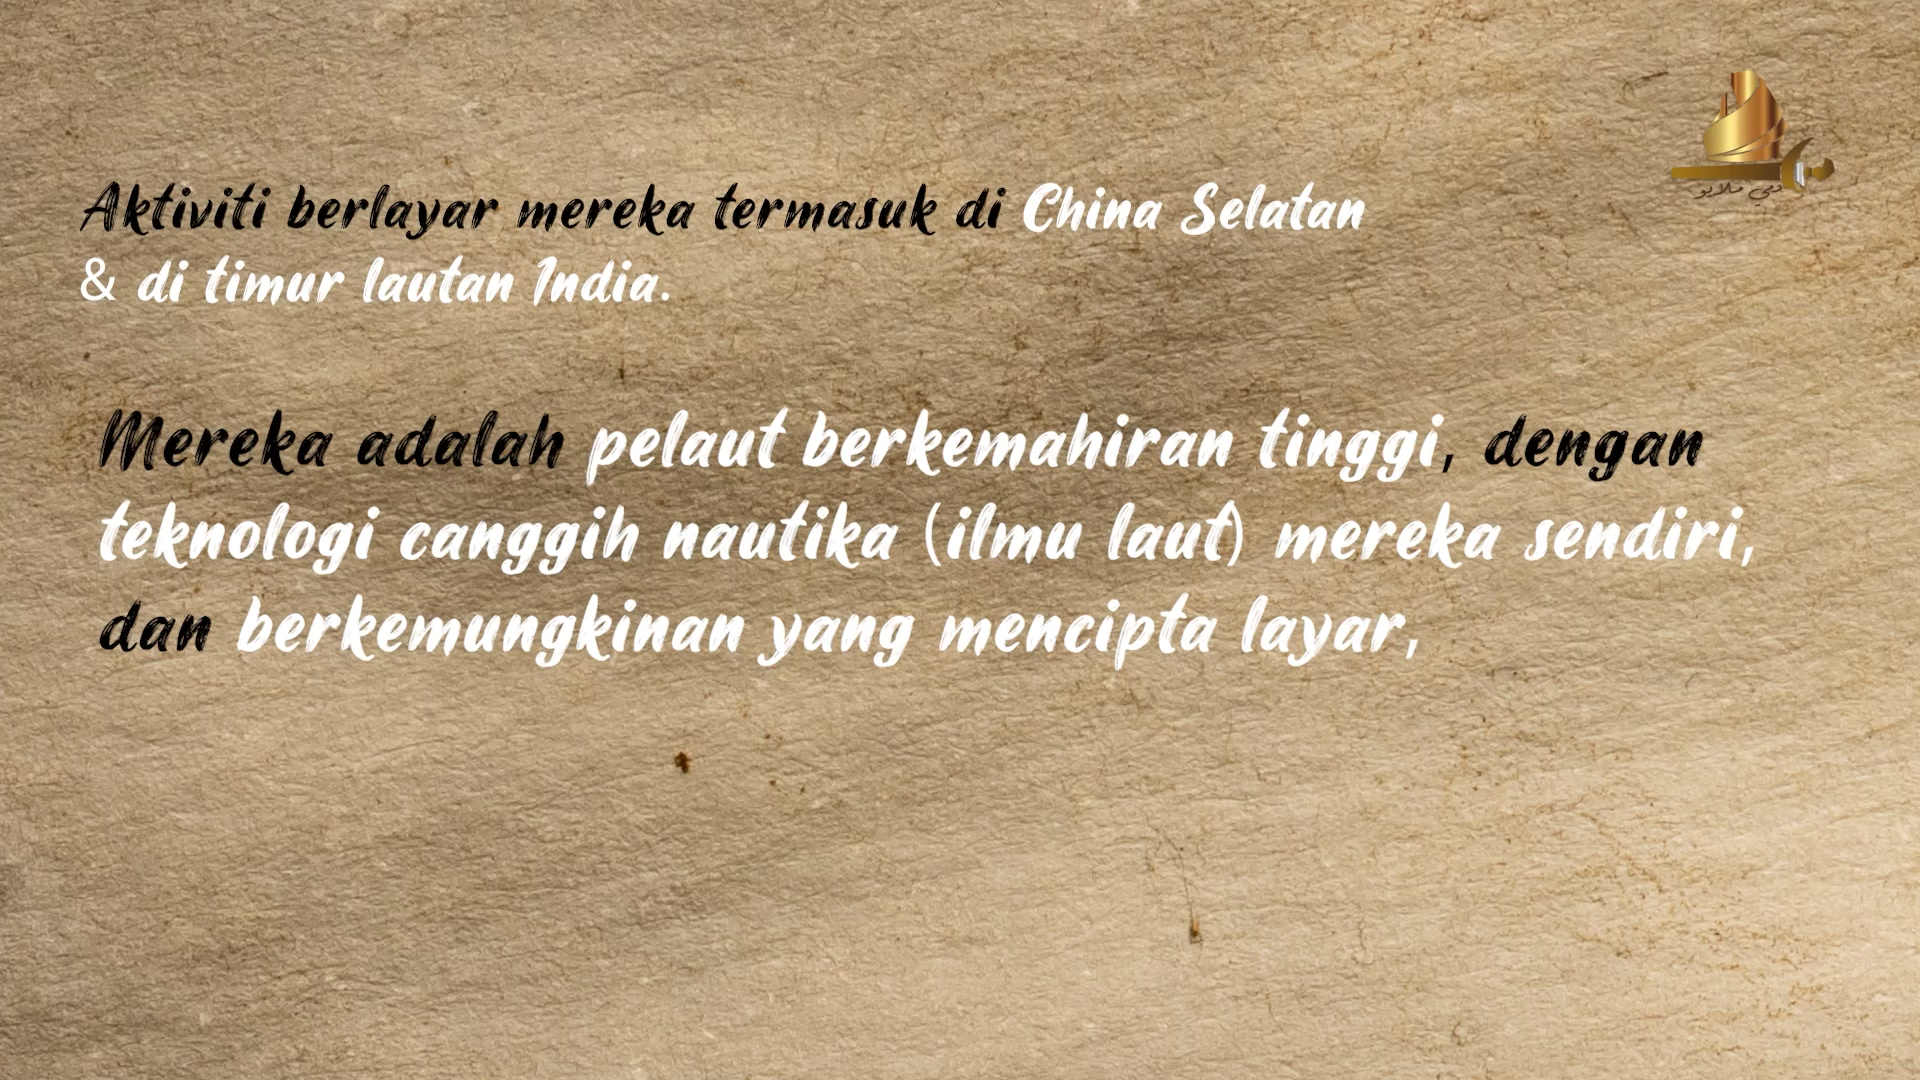 Aktiviti berlayar mereka termasuk di China Selatan
& di timur lautan India.
Mereka adalah pelaut berkemahiran tinggi, dengan
teknologi canggih nautika (ilmu laut) mereka sendiri,
dan berkemungkinan yang mencipta layar,